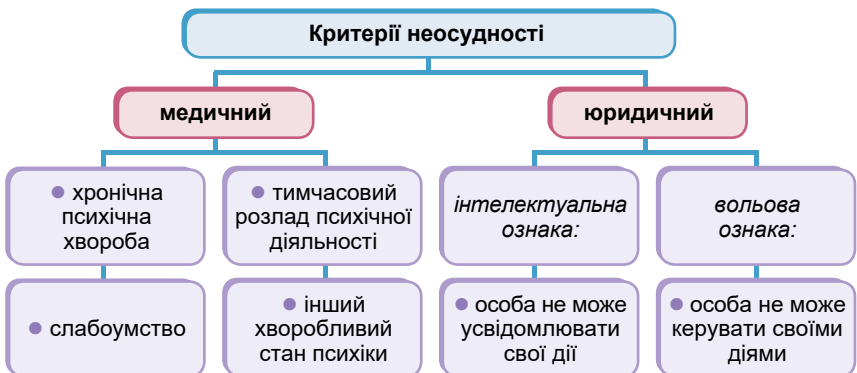 Критерії неосудності
медичний
юридичний
● хронічна
психічна
хвороба
● тимчасовий
розлад психічної
діяльності
інтелектуальна
ознака:
вольова
ознака:
● слабоумство
● інший
хворобливий
стан психіки
● особа не може
усвідомлювати
свої дії
● особа не може
керувати своїми
діями